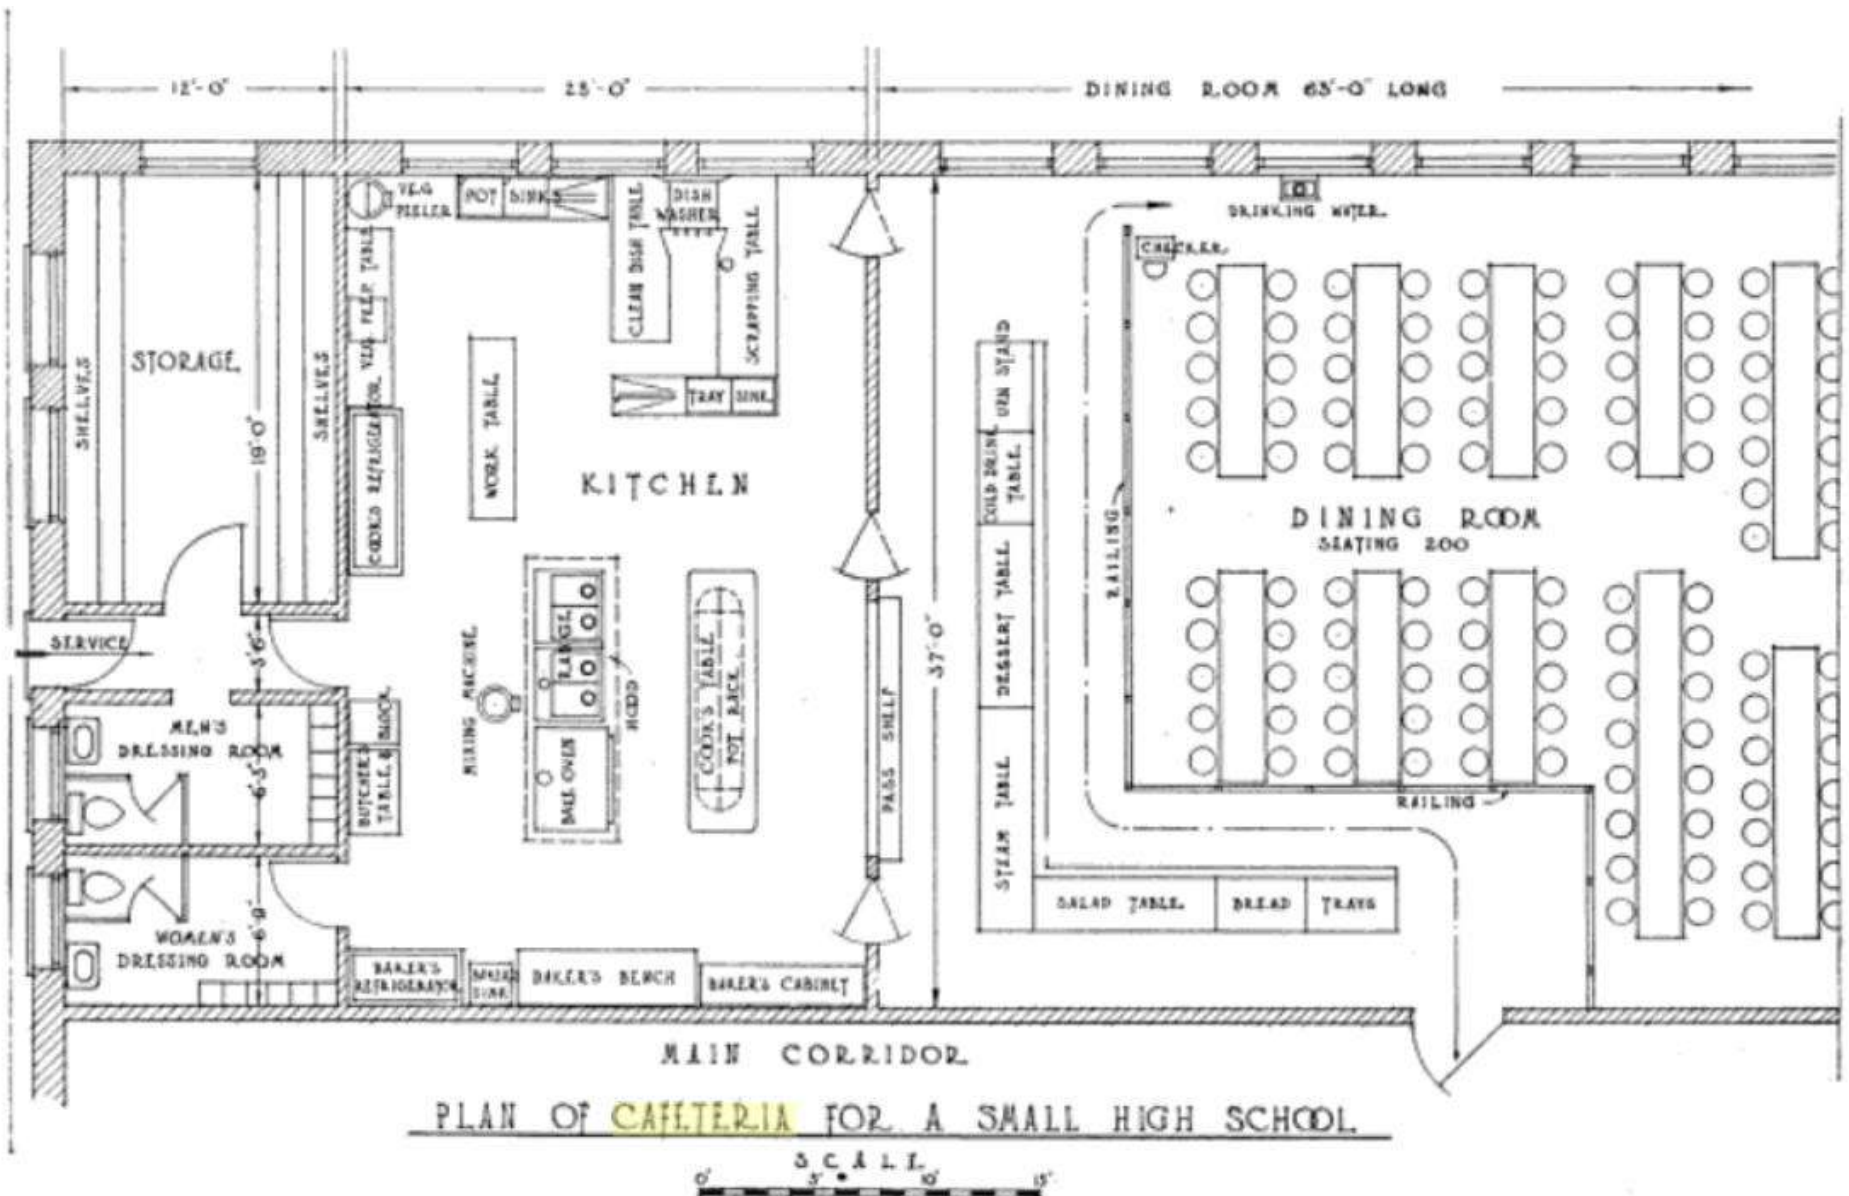 12'-0"
23'-0"
DINING ROOM 63'-0" LONG
VEG.
PEELER
POT SINKS
CLEAN DISH TABLE
DISH
WASHER
SCRAPPING TABLE
DRINKING WATER
CHECKER
VEG. PREP. TABLE
STORAGE
SHELVES
SHELVES
19'-0"
COOK'S REFRIGERATOR
WORK TABLE
TRAY SINK
KITCHEN
URN STAND
COLD DRINK
TABLE
DESSERT TABLE
STEAM TABLE
RAILING
DINING ROOM
SEATING 200
SERVICE
3'-6"
MIXING MACHINE
RANGE
HOOD
BAKE OVEN
COOK'S TABLE
POT RACK
PASS SHELF
37'-0"
MEN'S
DRESSING ROOM
6'-3"
BUTCHER'S
TABLE & BLOCK
RAILING
SALAD TABLE
BREAD
TRAYS
WOMEN'S
DRESSING ROOM
6'-9"
BAKER'S
REFRIGERATOR
BAKER'S
SINK
BAKER'S BENCH
BAKER'S CABINET
MAIN CORRIDOR
PLAN OF CAFETERIA FOR A SMALL HIGH SCHOOL
SCALE
0' 5' 10' 15'